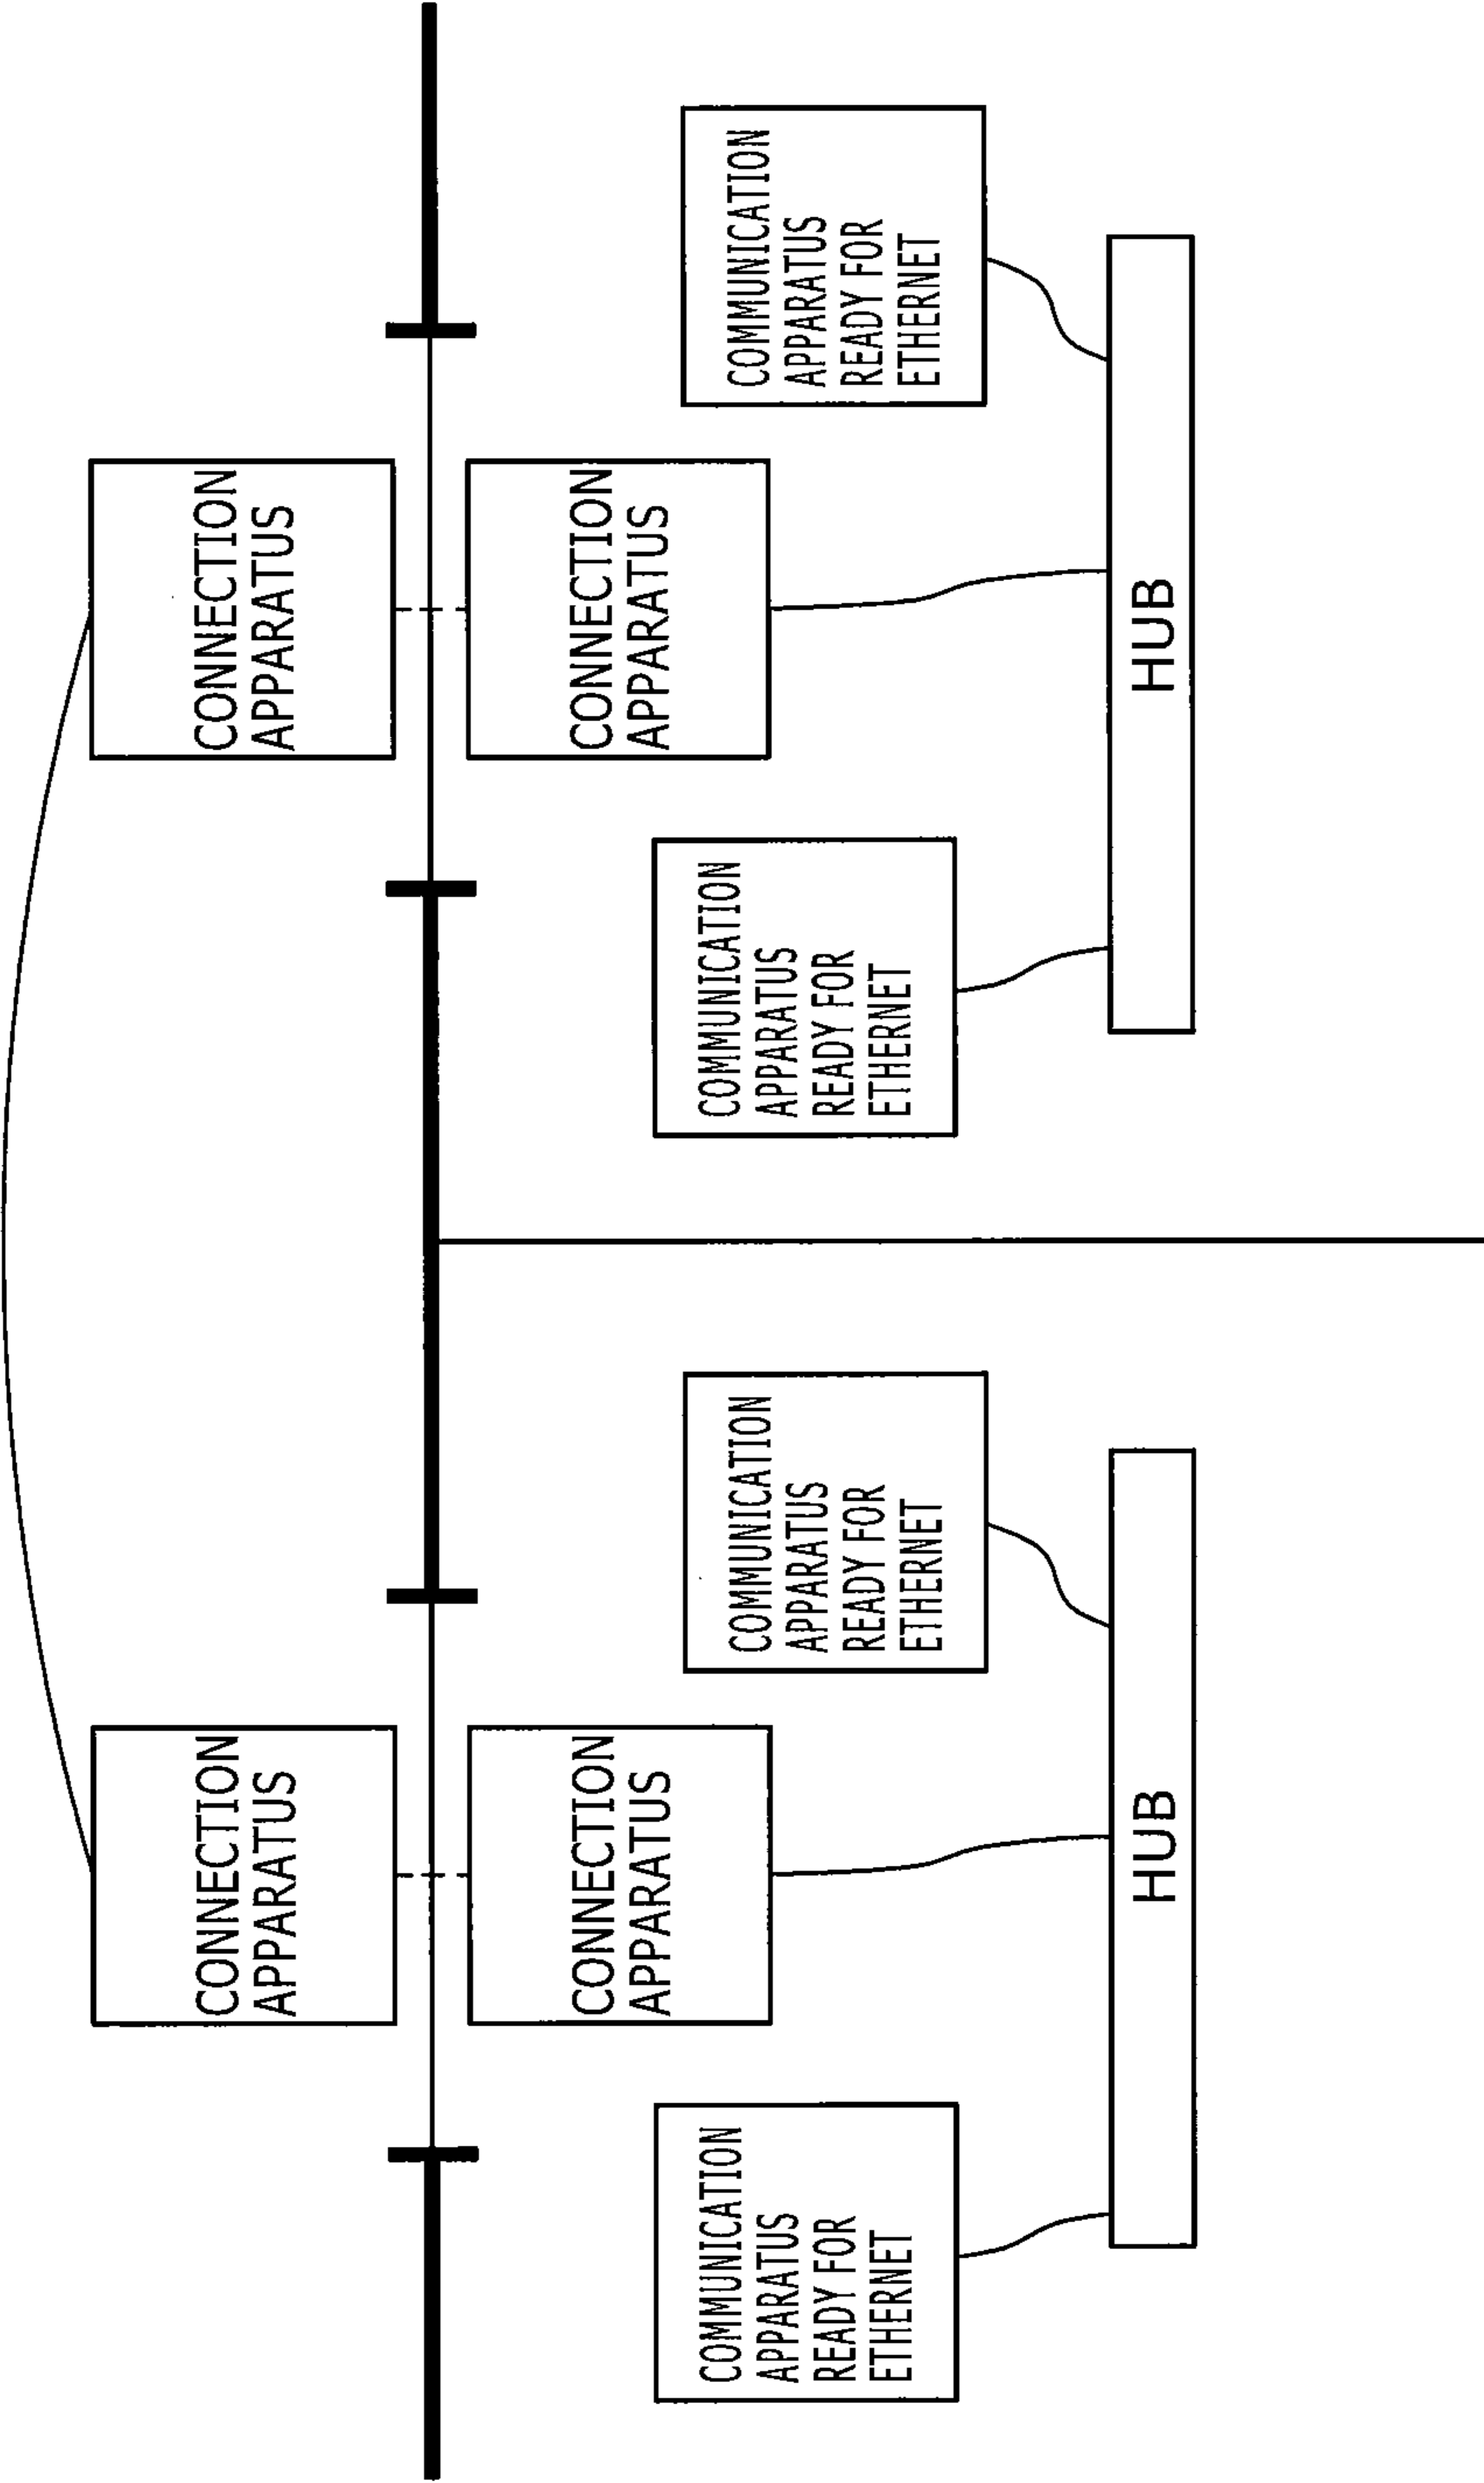 CONNECTION
APPARATUS
CONNECTION
APPARATUS
CONNECTION
APPARATUS
CONNECTION
APPARATUS
COMMUNICATION
APPARATUS
READY FOR
ETHERNET
COMMUNICATION
APPARATUS
READY FOR
ETHERNET
COMMUNICATION
APPARATUS
READY FOR
ETHERNET
COMMUNICATION
APPARATUS
READY FOR
ETHERNET
HUB
HUB